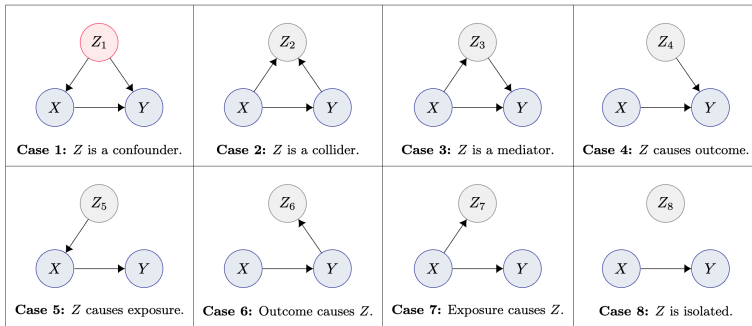 Z1
X
Y
Case 1: Z is a confounder.
Z2
X
Y
Case 2: Z is a collider.
Z3
X
Y
Case 3: Z is a mediator.
Z4
X
Y
Case 4: Z causes outcome.
Z5
X
Y
Case 5: Z causes exposure.
Z6
X
Y
Case 6: Outcome causes Z.
Z7
X
Y
Case 7: Exposure causes Z.
Z8
X
Y
Case 8: Z is isolated.